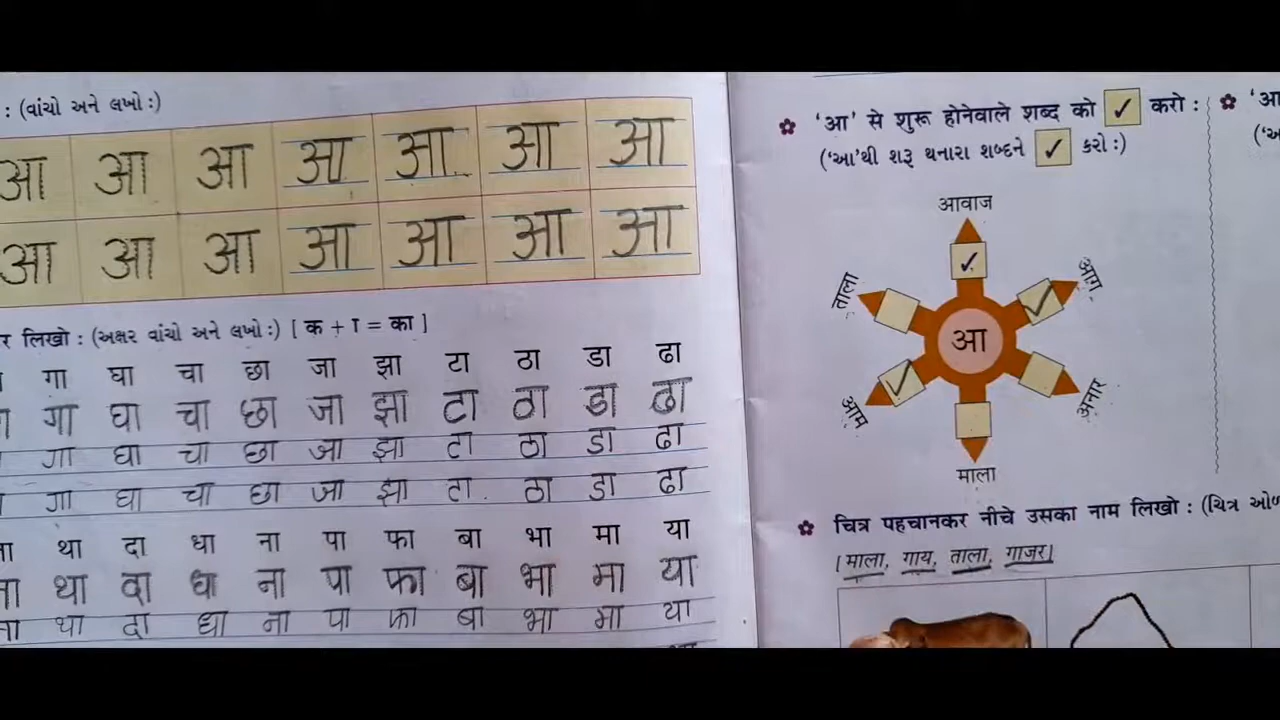 : (વાંચો અને લખો :)
आ आ आ आ आ आ आ
आ आ आ आ आ आ आ
र लिखो : (અક્ષર વાંચો અને લખો :) [ क + ा = का ]
गा घा चा छा जा झा टा ठा डा ढा
गा घा चा छा जा झा टा ठा डा ढा
गा घा चा छा जा झा टा ठा डा ढा
गा घा चा छा जा झा टा ठा डा ढा
था दा धा ना पा फा बा भा मा या
था दा धा ना पा फा बा भा मा या
था दा धा ना पा फा बा भा मा या
'आ' से शुरू होनेवाले शब्द को ✓ करो :
('આ'થી શરૂ થનારા શબ્દને ✓ કરો :)
आवाज
ताला
आग
आ
आम
अनार
माला
चित्र पहचानकर नीचे उसका नाम लिखो : (ચિત્ર
[माला, गाय, ताला, गाजर]
'आ
('આ